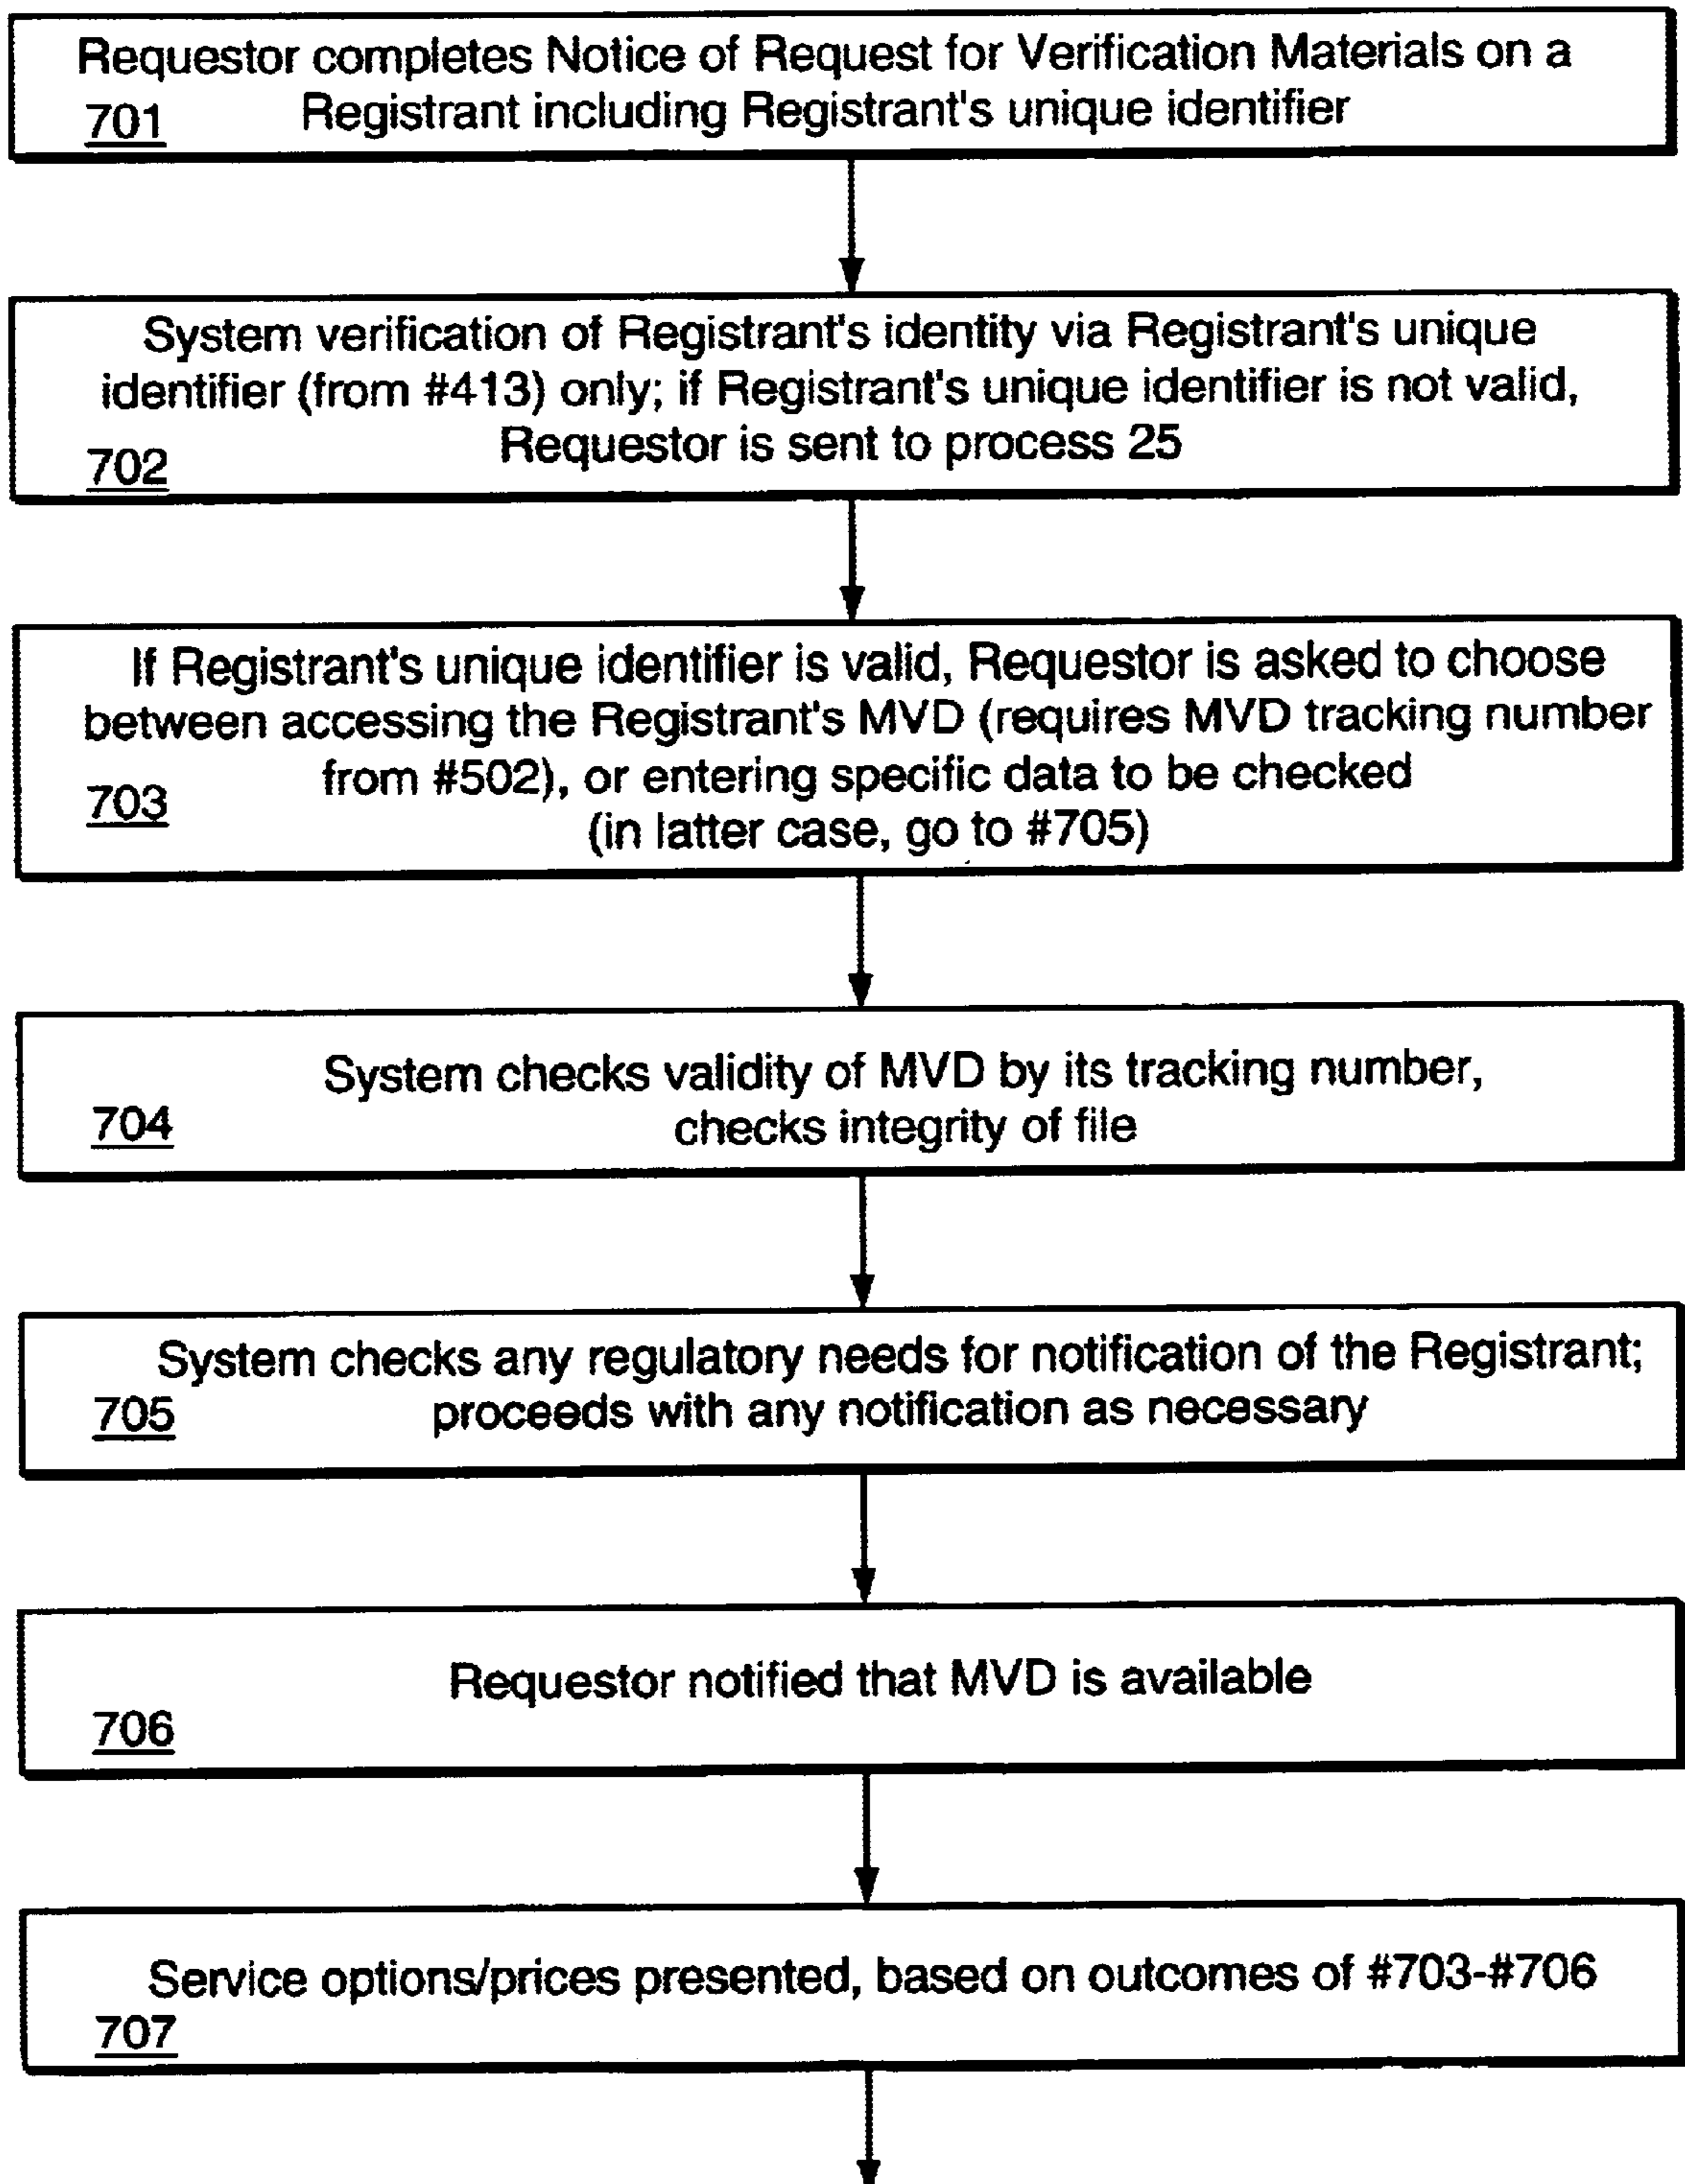 Requestor completes Notice of Request for Verification Materials on a
Registrant including Registrant's unique identifier
701
System verification of Registrant's identity via Registrant's unique
identifier (from #413) only; if Registrant's unique identifier is not valid,
Requestor is sent to process 25
702
If Registrant's unique identifier is valid, Requestor is asked to choose
between accessing the Registrant's MVD (requires MVD tracking number
from #502), or entering specific data to be checked
703
(in latter case, go to #705)
System checks validity of MVD by its tracking number,
704
checks integrity of file
System checks any regulatory needs for notification of the Registrant;
705
proceeds with any notification as necessary
Requestor notified that MVD is available
706
Service options/prices presented, based on outcomes of #703-#706
707